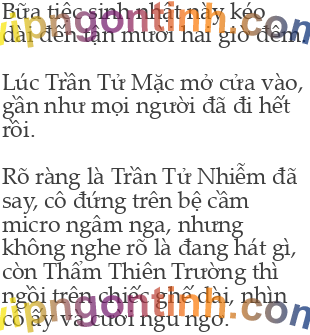 Bữa tiệc sinh nhật này kéo
dài đến tận mười hai giờ đêm.
vipngontinh.com
Lúc Trần Tử Mặc mở cửa vào,
gần như mọi người đã đi hết
rồi.
Rõ ràng là Trần Tử Nhiễm đã
say, cô đứng trên bệ cầm
micro ngâm nga, nhưng
không nghe rõ là đang hát gì,
còn Thẩm Thiên Trường thì
ngồi trên chiếc ghế dài, nhìn
cô ấy và cười ngu ngơ.
vipngontinh.com